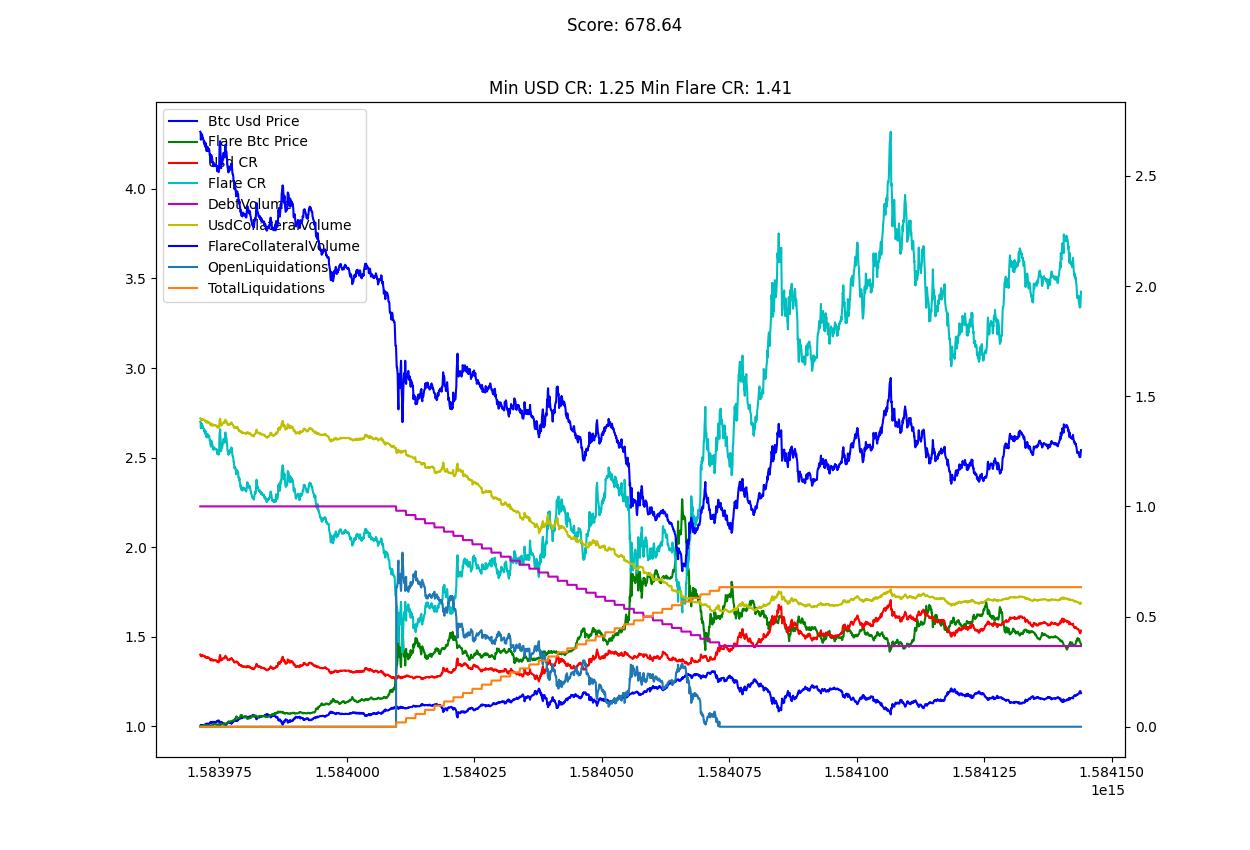 Score: 678.64
Min USD CR: 1.25 Min Flare CR: 1.41
Btc Usd Price
Flare Btc Price
Usd CR
Flare CR
DebtVolume
UsdCollateralVolume
FlareCollateralVolume
OpenLiquidations
TotalLiquidations
4.0
3.5
3.0
2.5
2.0
1.5
1.0
2.5
2.0
1.5
1.0
0.5
0.0
1.583975
1.584000
1.584025
1.584050
1.584075
1.584100
1.584125
1.584150
1e15